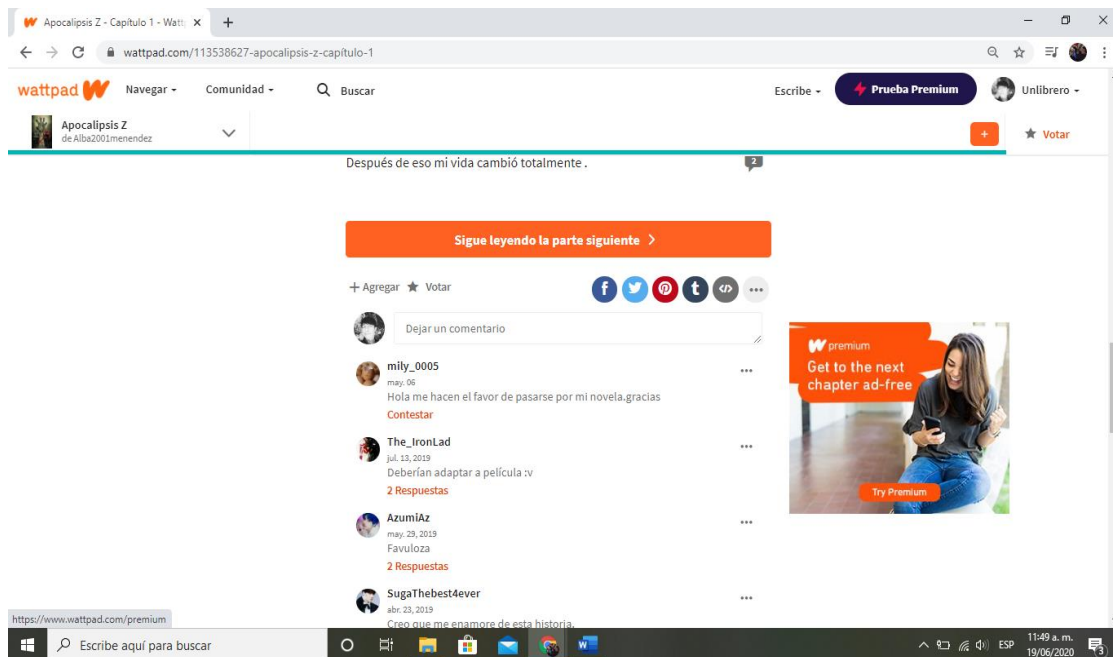 Apocalipsis Z - Capítulo 1 - Watt
wattpad.com/113538627-apocalipsis-z-capítulo-1
wattpad Navegar Comunidad Buscar Escribe Prueba Premium Unlibrero
Apocalipsis Z
de Alba2001menendez
+ Votar
Después de eso mi vida cambió totalmente .
2
Sigue leyendo la parte siguiente >
+ Agregar ★ Votar
Dejar un comentario
mily_0005
may. 06
Hola me hacen el favor de pasarse por mi novela.gracias
Contestar
The_IronLad
jul. 13, 2019
Deberían adaptar a película :v
2 Respuestas
AzumiAz
may. 29, 2019
Favuloza
2 Respuestas
SugaThebest4ever
abr. 23, 2019
Creo que me enamore de esta historia.
premium
Get to the next
chapter ad-free
Try Premium
https://www.wattpad.com/premium
Escribe aquí para buscar
ESP
11:49 a. m.
19/06/2020
3